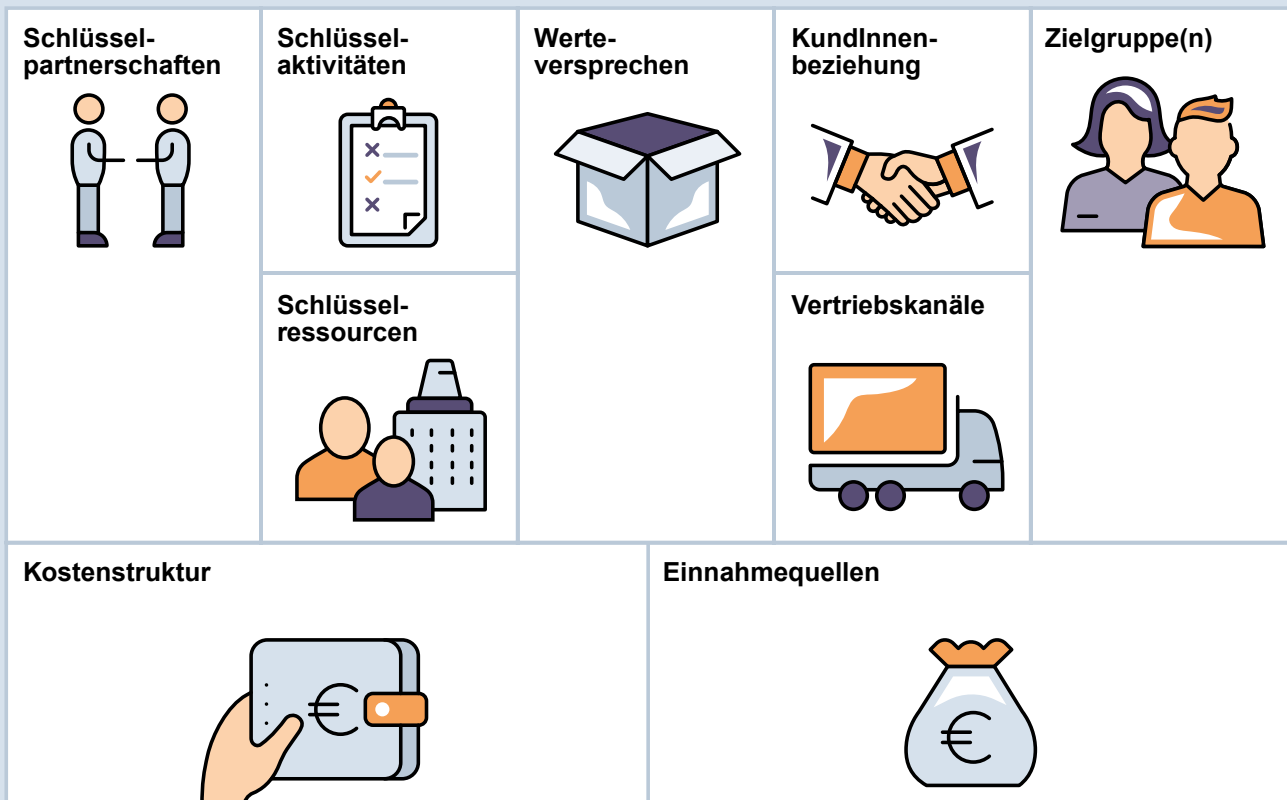 Schlüssel-
partnerschaften
Schlüssel-
aktivitäten
Werte-
versprechen
KundInnen-
beziehung
Zielgruppe(n)
Schlüssel-
ressourcen
Vertriebskanäle
Kostenstruktur
€
Einnahmequellen
€